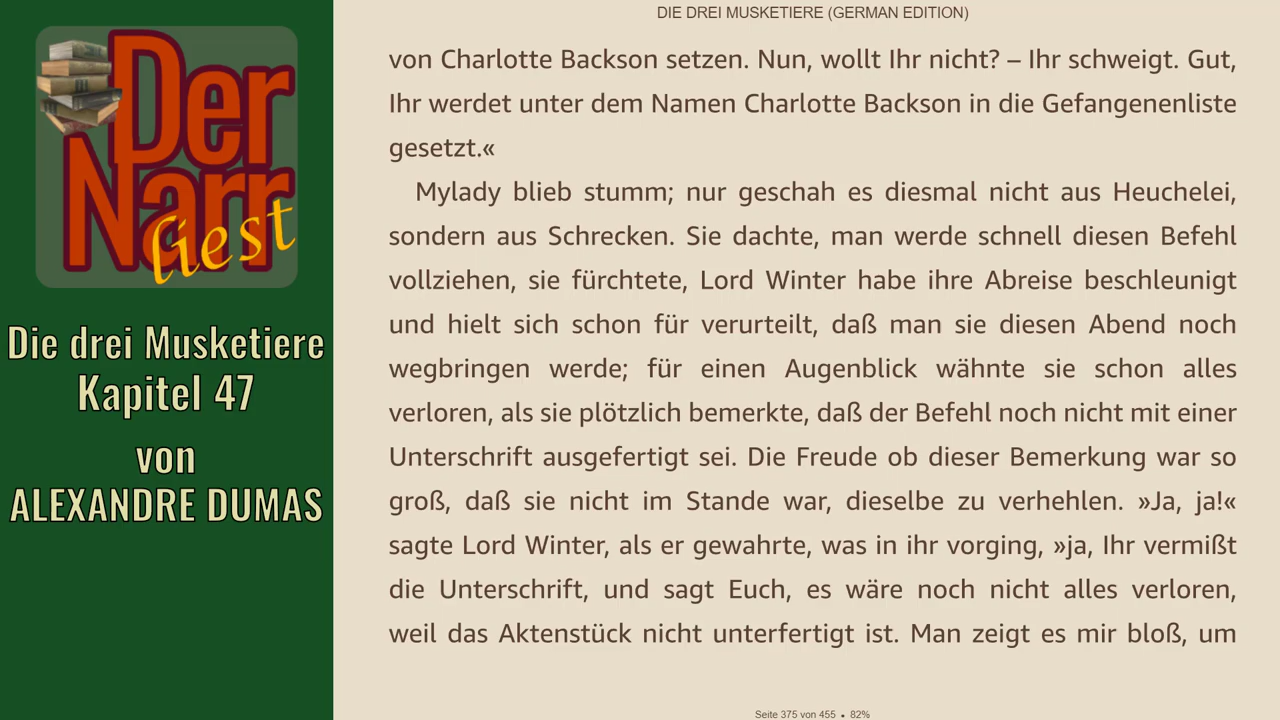 Der
Narr
liest
Die drei Musketiere
Kapitel 47
von
ALEXANDRE DUMAS
DIE DREI MUSKETIERE (GERMAN EDITION)
von Charlotte Backson setzen. Nun, wollt Ihr nicht? – Ihr schweigt. Gut,
Ihr werdet unter dem Namen Charlotte Backson in die Gefangenenliste
gesetzt.«
Mylady blieb stumm; nur geschah es diesmal nicht aus Heuchelei,
sondern aus Schrecken. Sie dachte, man werde schnell diesen Befehl
vollziehen, sie fürchtete, Lord Winter habe ihre Abreise beschleunigt
und hielt sich schon für verurteilt, daß man sie diesen Abend noch
wegbringen werde; für einen Augenblick wähnte sie schon alles
verloren, als sie plötzlich bemerkte, daß der Befehl noch nicht mit einer
Unterschrift ausgefertigt sei. Die Freude ob dieser Bemerkung war so
groß, daß sie nicht im Stande war, dieselbe zu verhehlen. »Ja, ja!«
sagte Lord Winter, als er gewahrte, was in ihr vorging, »ja, Ihr vermißt
die Unterschrift, und sagt Euch, es wäre noch nicht alles verloren,
weil das Aktenstück nicht unterfertigt ist. Man zeigt es mir bloß, um
Seite 375 von 455 • 82%